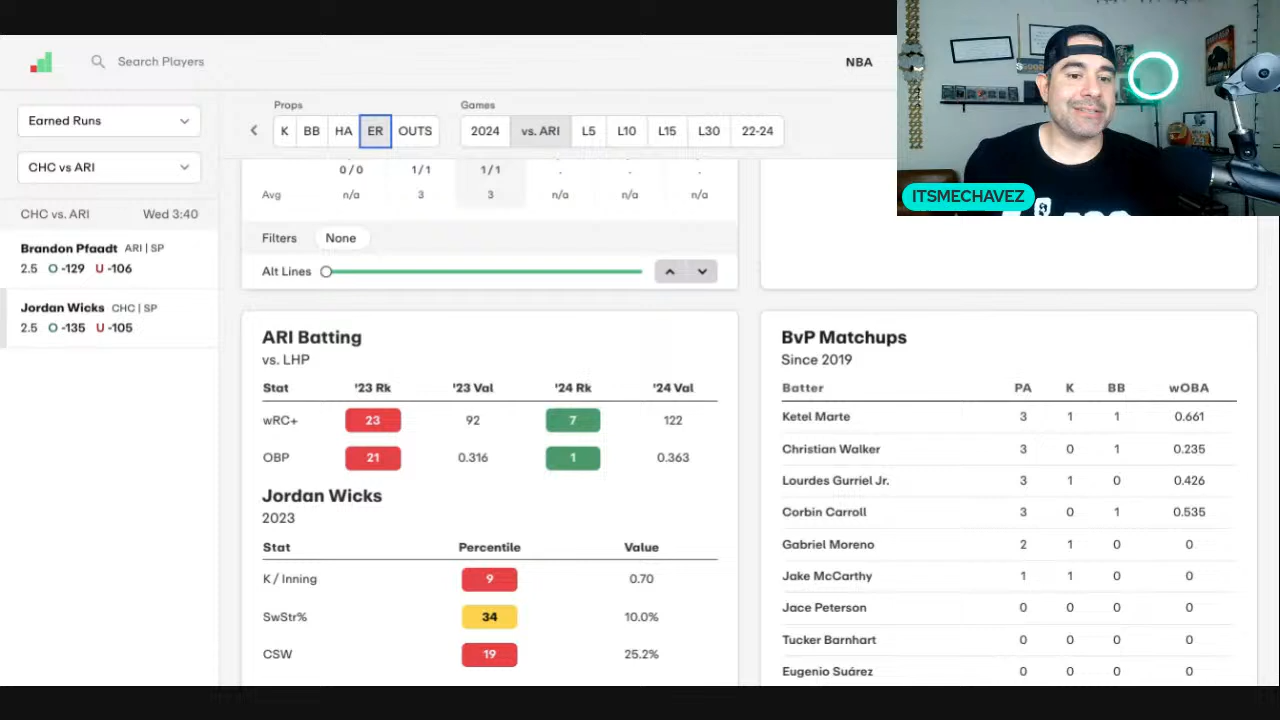 Search Players
NBA
ITSMECHAVEZ
Earned Runs
CHC vs ARI
CHC vs. ARI Wed 3:40
Brandon Pfaadt ARI | SP
2.5 O -129 U -106
Jordan Wicks CHC | SP
2.5 O -135 U -105
Props Games
K BB HA ER OUTS 2024 vs. ARI L5 L10 L15 L30 22-24
0/0 1/1 1/1 - - -
Avg n/a 3 3 n/a n/a n/a
Filters None
Alt Lines
ARI Batting
vs. LHP
Stat '23 Rk '23 Val '24 Rk '24 Val
wRC+ 23 92 7 122
OBP 21 0.316 1 0.363
Jordan Wicks
2023
Stat Percentile Value
K / Inning 9 0.70
SwStr% 34 10.0%
CSW 19 25.2%
BvP Matchups
Since 2019
Batter PA K BB wOBA
Ketel Marte 3 1 1 0.661
Christian Walker 3 0 1 0.235
Lourdes Gurriel Jr. 3 1 0 0.426
Corbin Carroll 3 0 1 0.535
Gabriel Moreno 2 1 0 0
Jake McCarthy 1 1 0 0
Jace Peterson 0 0 0 0
Tucker Barnhart 0 0 0 0
Eugenio Suárez 0 0 0 0